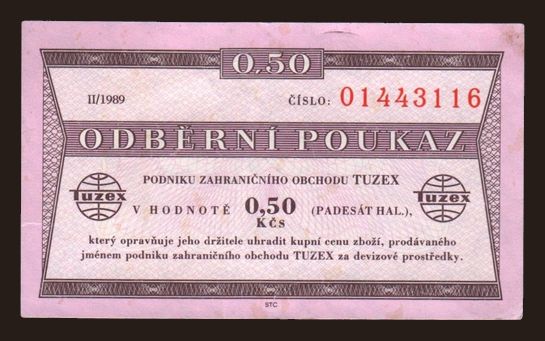 0,50
II/1989 ČÍSLO: 01443116
ODBĚRNÍ POUKAZ
PODNIKU ZAHRANIČNÍHO OBCHODU TUZEX
Tuzex V HODNOTĚ 0,50 (PADESÁT HAL.), Tuzex
KČS
který opravňuje jeho držitele uhradit kupní cenu zboží, prodávaného
jménem podniku zahraničního obchodu TUZEX za devizové prostředky.
STC